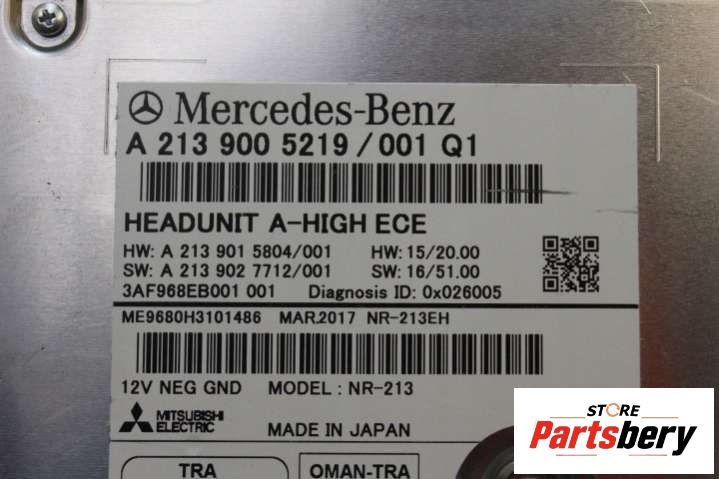 Mercedes-Benz
A 213 900 5219/001 Q1
HEADUNIT A-HIGH ECE
HW: A 213 901 5804/001 HW: 15/20.00
SW: A 213 902 7712/001 SW: 16/51.00
3AF968EB001 001 Diagnosis ID: 0x026005
ME9680H3101486 MAR.2017 NR-213EH
12V NEG GND MODEL : NR-213
MITSUBISHI
ELECTRIC
MADE IN JAPAN
TRA
OMAN-TRA
STORE
Partsbery